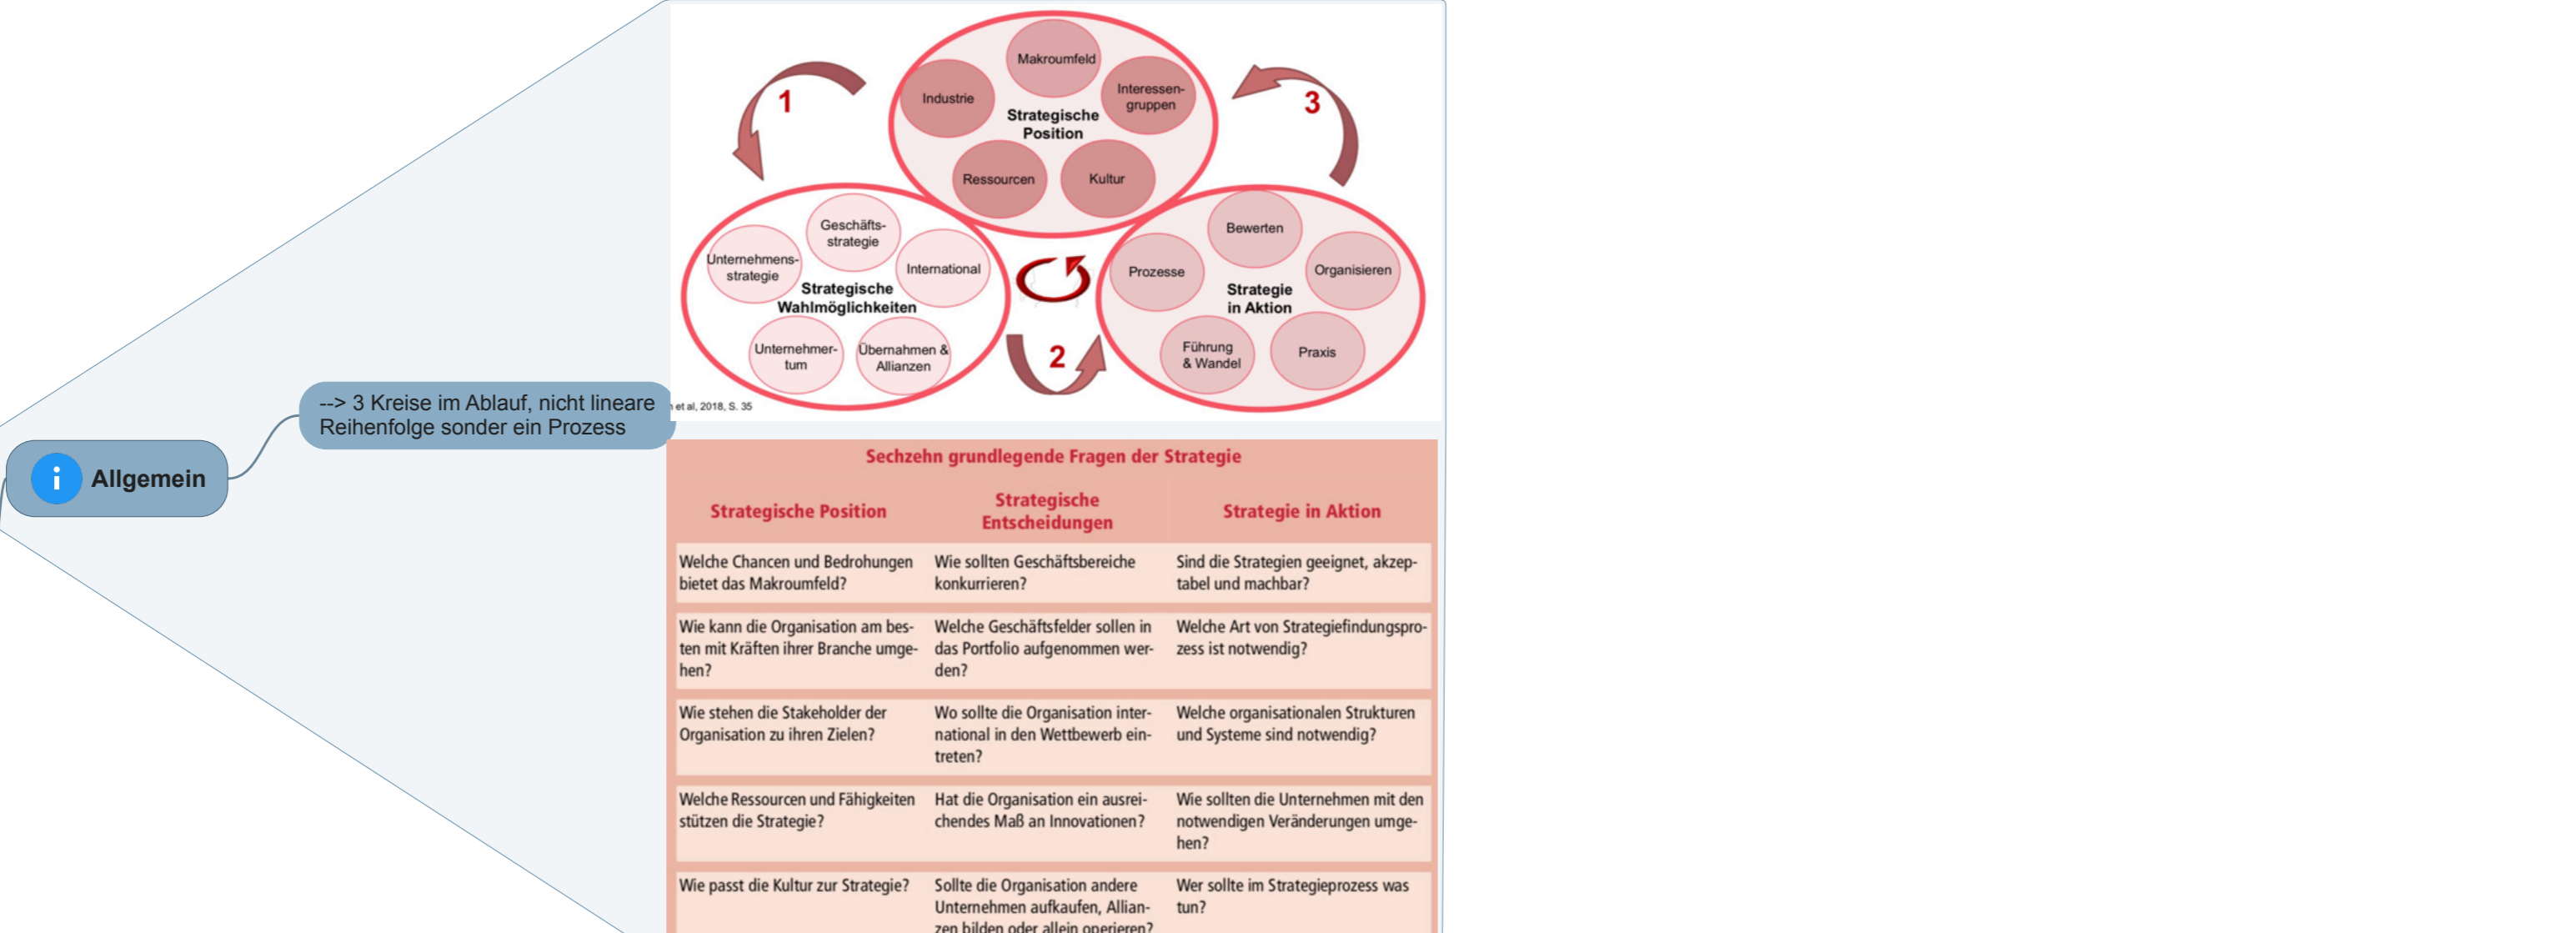 Makroumfeld
Industrie
Interessen-
gruppen
Strategische
Position
Ressourcen
Kultur
1
3
Geschäfts-
strategie
Unternehmens-
strategie
International
Strategische
Wahlmöglichkeiten
Unternehmer-
tum
Übernahmen &
Allianzen
2
Bewerten
Prozesse
Organisieren
Strategie
in Aktion
Führung
& Wandel
Praxis
et al, 2018, S. 35
--> 3 Kreise im Ablauf, nicht lineare
Reihenfolge sonder ein Prozess
Allgemein
Sechzehn grundlegende Fragen der Strategie
Strategische Position
Strategische
Entscheidungen
Strategie in Aktion
Welche Chancen und Bedrohungen
bietet das Makroumfeld?
Wie sollten Geschäftsbereiche
konkurrieren?
Sind die Strategien geeignet, akzep-
tabel und machbar?
Wie kann die Organisation am bes-
ten mit Kräften ihrer Branche umge-
hen?
Welche Geschäftsfelder sollen in
das Portfolio aufgenommen wer-
den?
Welche Art von Strategiefindungspro-
zess ist notwendig?
Wie stehen die Stakeholder der
Organisation zu ihren Zielen?
Wo sollte die Organisation inter-
national in den Wettbewerb ein-
treten?
Welche organisationalen Strukturen
und Systeme sind notwendig?
Welche Ressourcen und Fähigkeiten
stützen die Strategie?
Hat die Organisation ein ausrei-
chendes Maß an Innovationen?
Wie sollten die Unternehmen mit den
notwendigen Veränderungen umge-
hen?
Wie passt die Kultur zur Strategie?
Sollte die Organisation andere
Unternehmen aufkaufen, Allian-
zen bilden oder allein operieren?
Wer sollte im Strategieprozess was
tun?